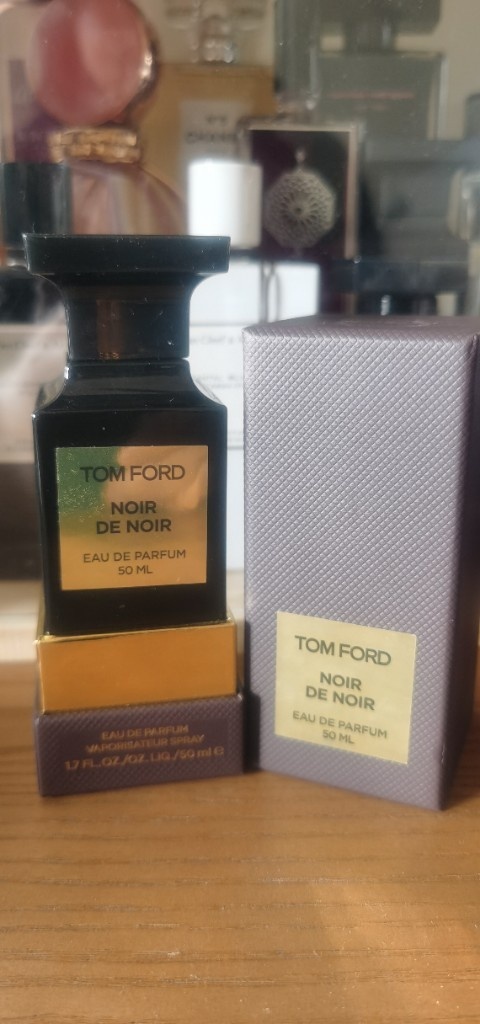 TOM FORD
NOIR
DE NOIR
EAU DE PARFUM
50 ML
EAU DE PARFUM
VAPORISATEUR SPRAY
1.7 FL.OZ./OZ.LIQ./50 ml e
TOM FORD
NOIR
DE NOIR
EAU DE PARFUM
50 ML